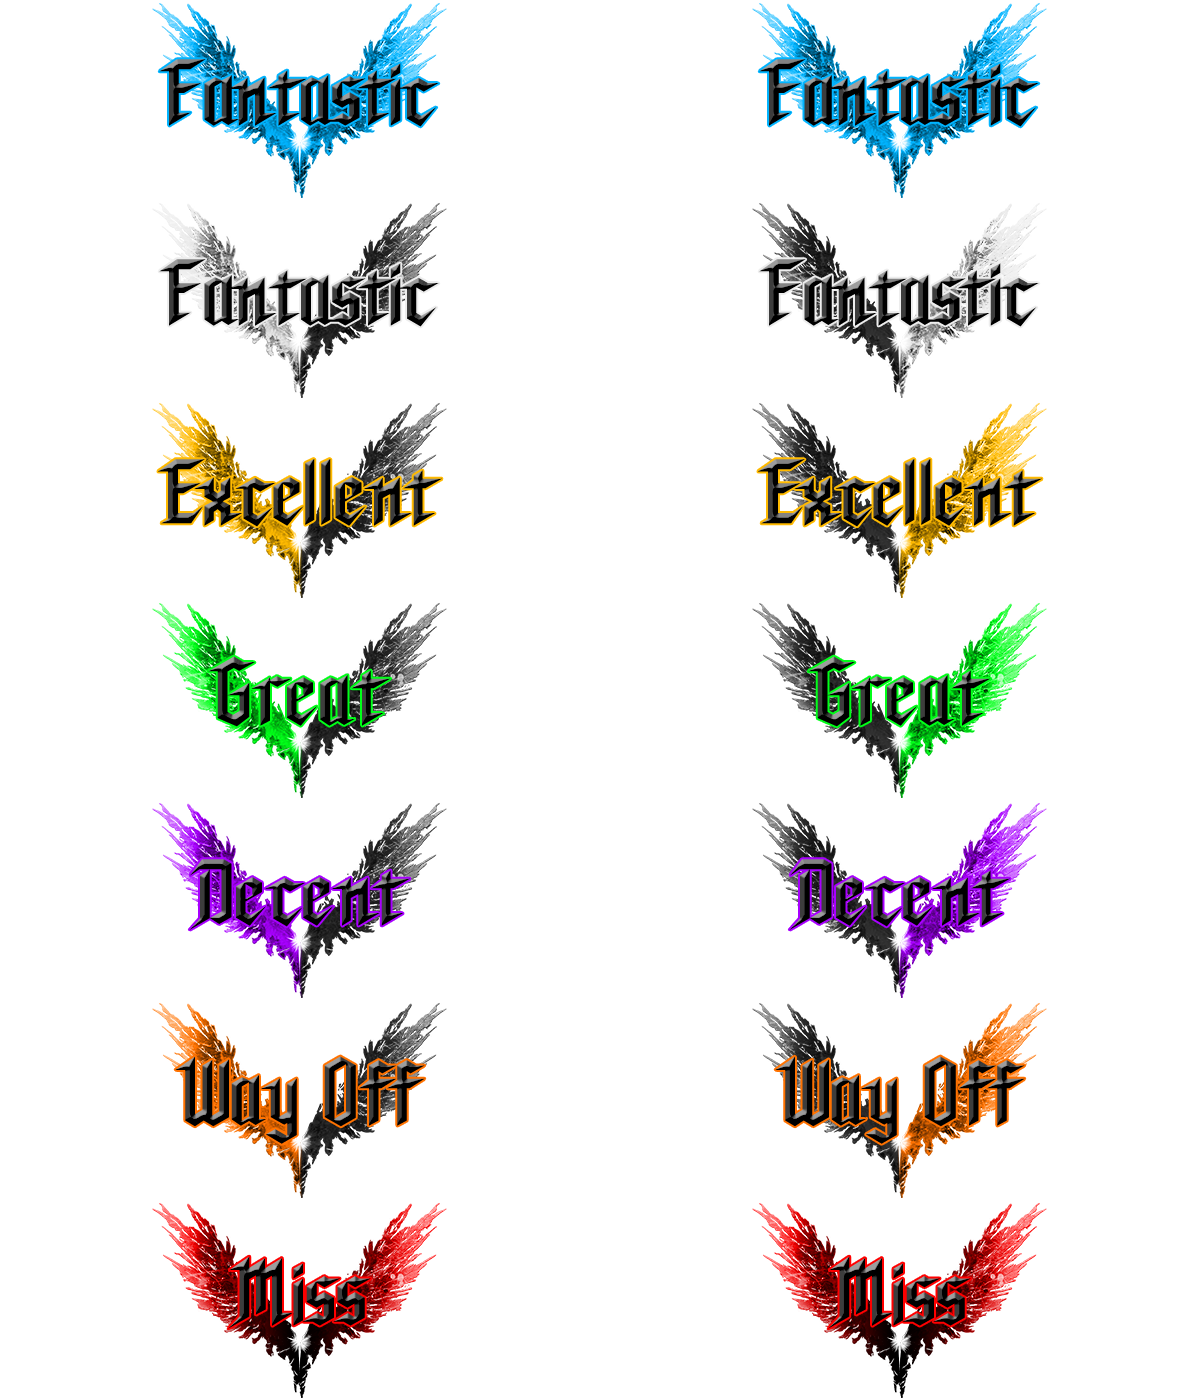 Fantastic Fantastic
Fantastic Fantastic
Excellent Excellent
Great Great
Decent Decent
Way Off Way Off
Miss Miss